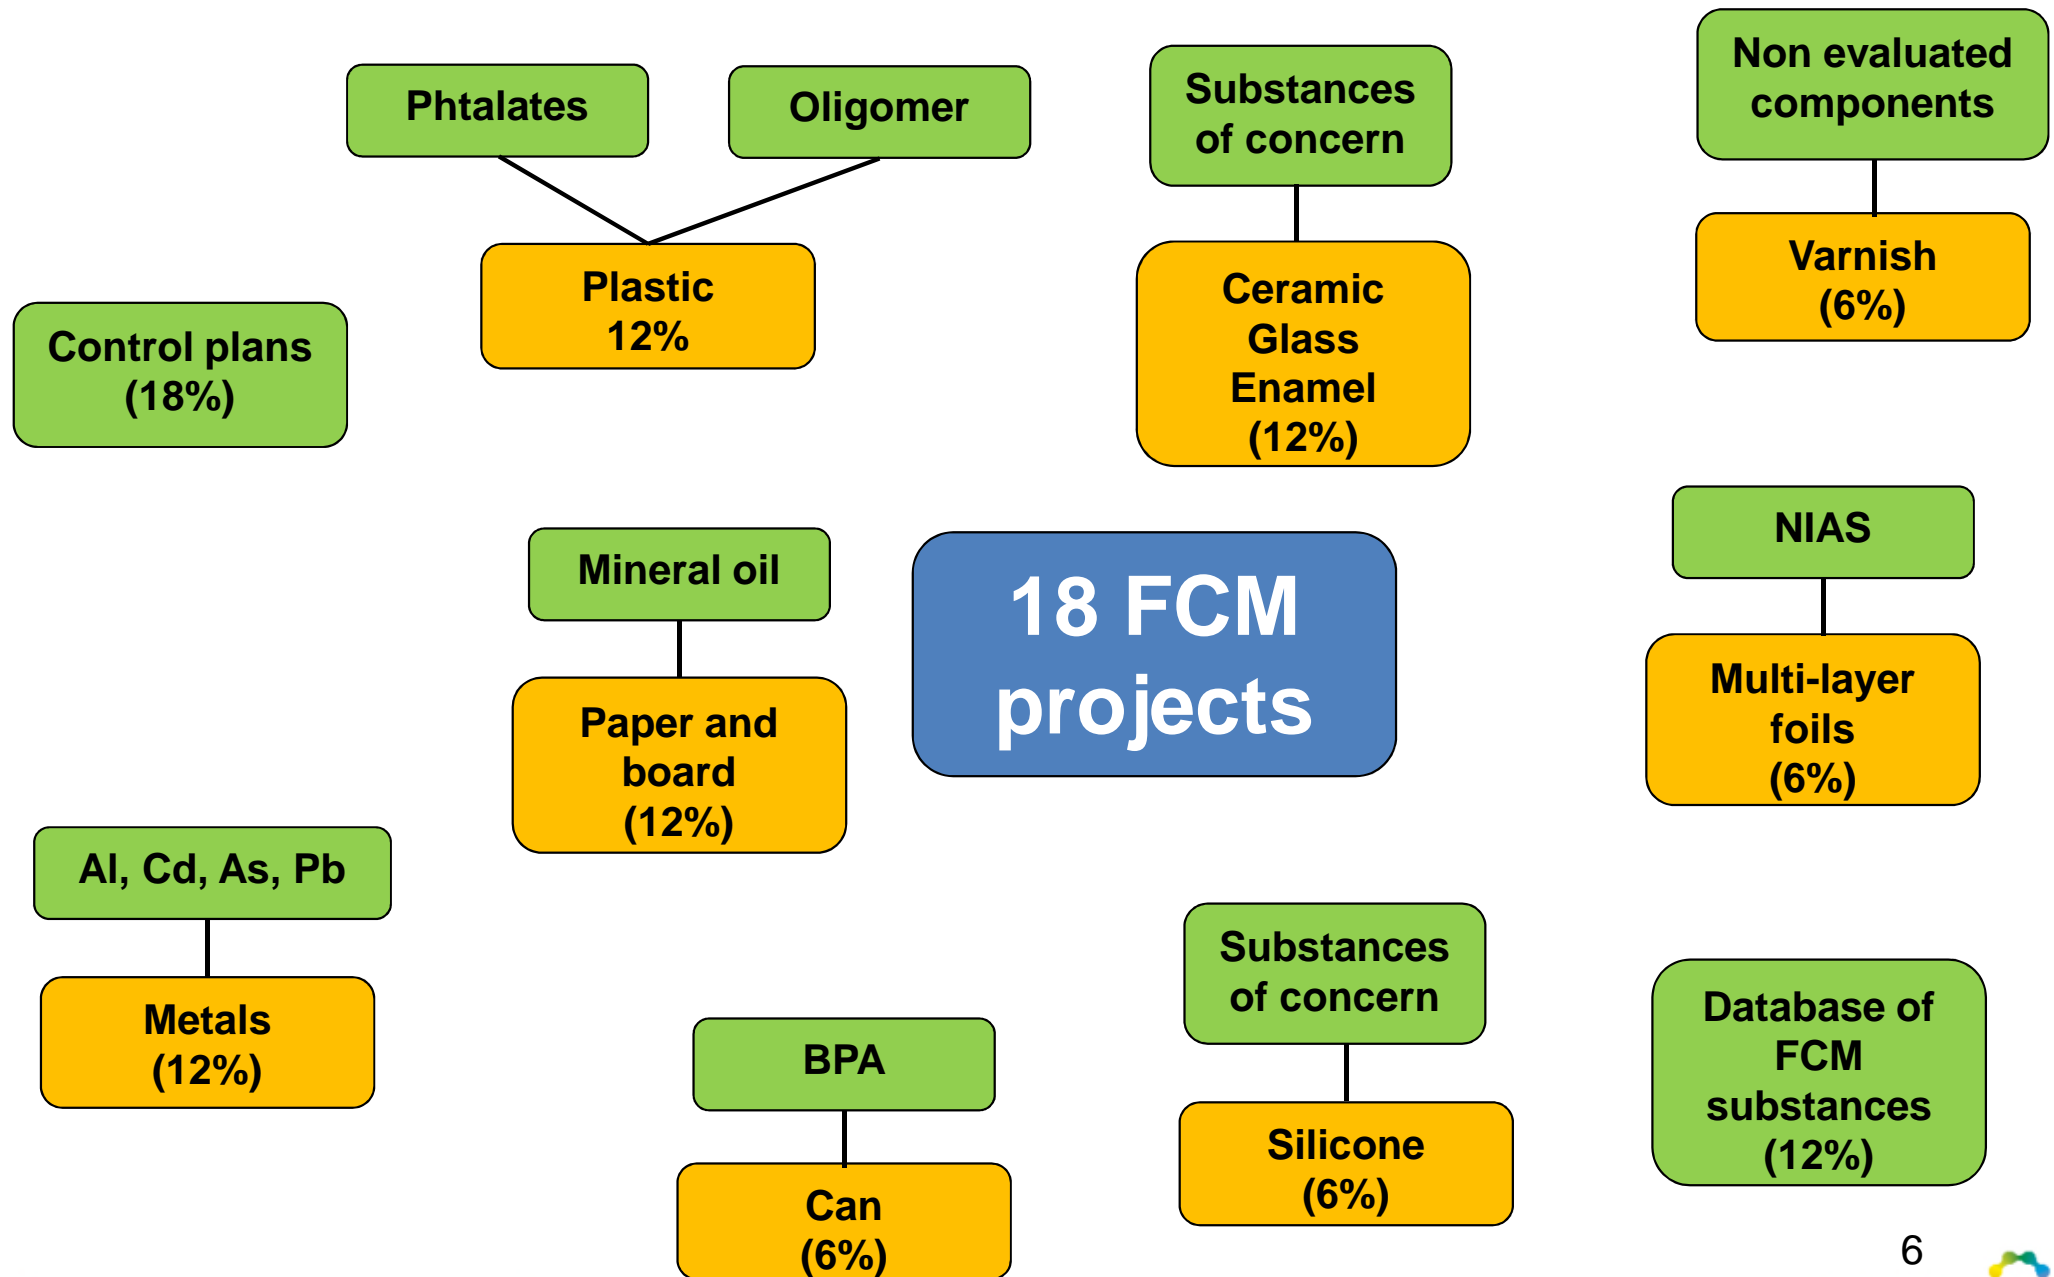 Phtalates
Oligomer
Substances
of concern
Non evaluated
components
Plastic
12%
Ceramic
Glass
Enamel
(12%)
Varnish
(6%)
Control plans
(18%)
Mineral oil
18 FCM
projects
NIAS
Paper and
board
(12%)
Multi-layer
foils
(6%)
Al, Cd, As, Pb
Metals
(12%)
Substances
of concern
BPA
Silicone
(6%)
Database of
FCM
substances
(12%)
Can
(6%)
6